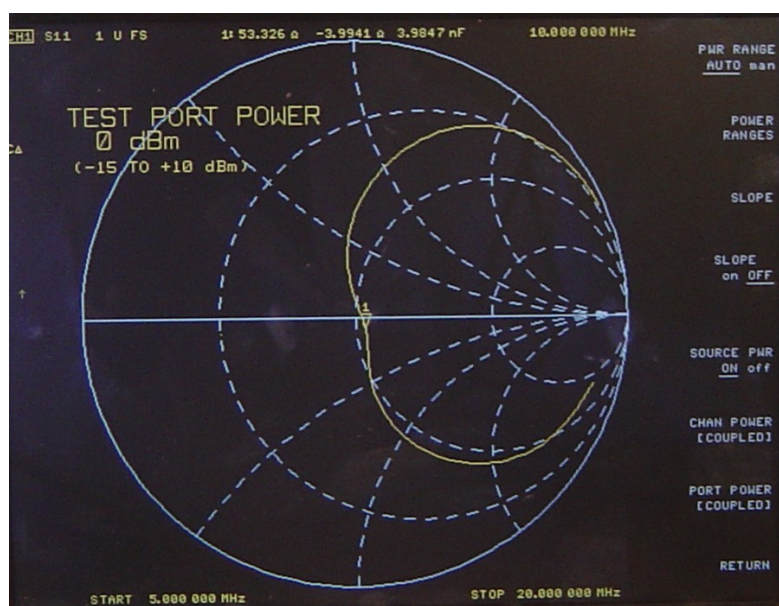 CH1 S11 1 U FS 1: 53.326 Ω -3.9941 Ω 3.9847 nF 10.000 000 MHz
PWR RANGE
AUTO man
TEST PORT POWER
0 dBm
(-15 TO +10 dBm)
CΔ
POWER
RANGES
SLOPE
SLOPE
on OFF
↑
1
SOURCE PWR
ON off
CHAN POWER
[COUPLED]
PORT POWER
[COUPLED]
RETURN
START 5.000 000 MHz STOP 20.000 000 MHz